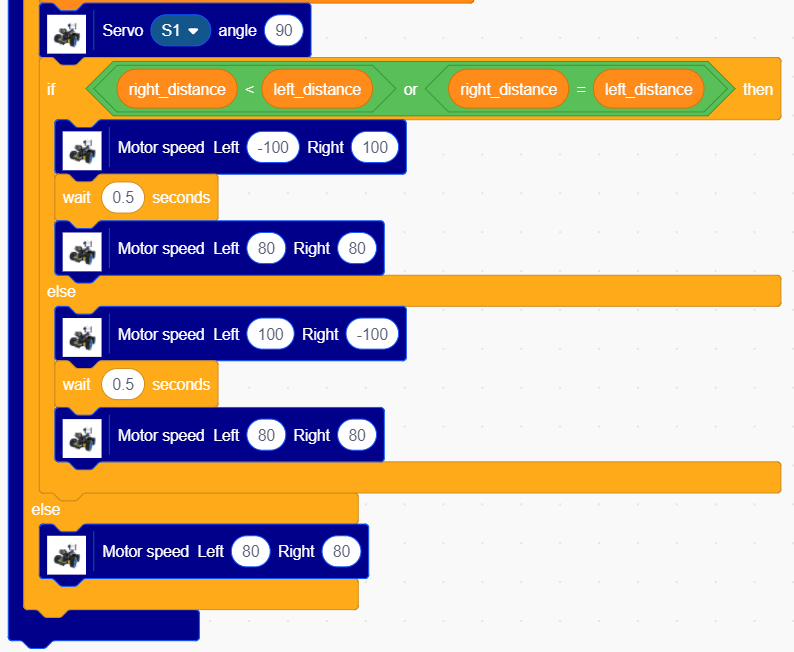 Servo S1 angle 90
if right_distance < left_distance or right_distance = left_distance then
Motor speed Left -100 Right 100
wait 0.5 seconds
Motor speed Left 80 Right 80
else
Motor speed Left 100 Right -100
wait 0.5 seconds
Motor speed Left 80 Right 80
else
Motor speed Left 80 Right 80